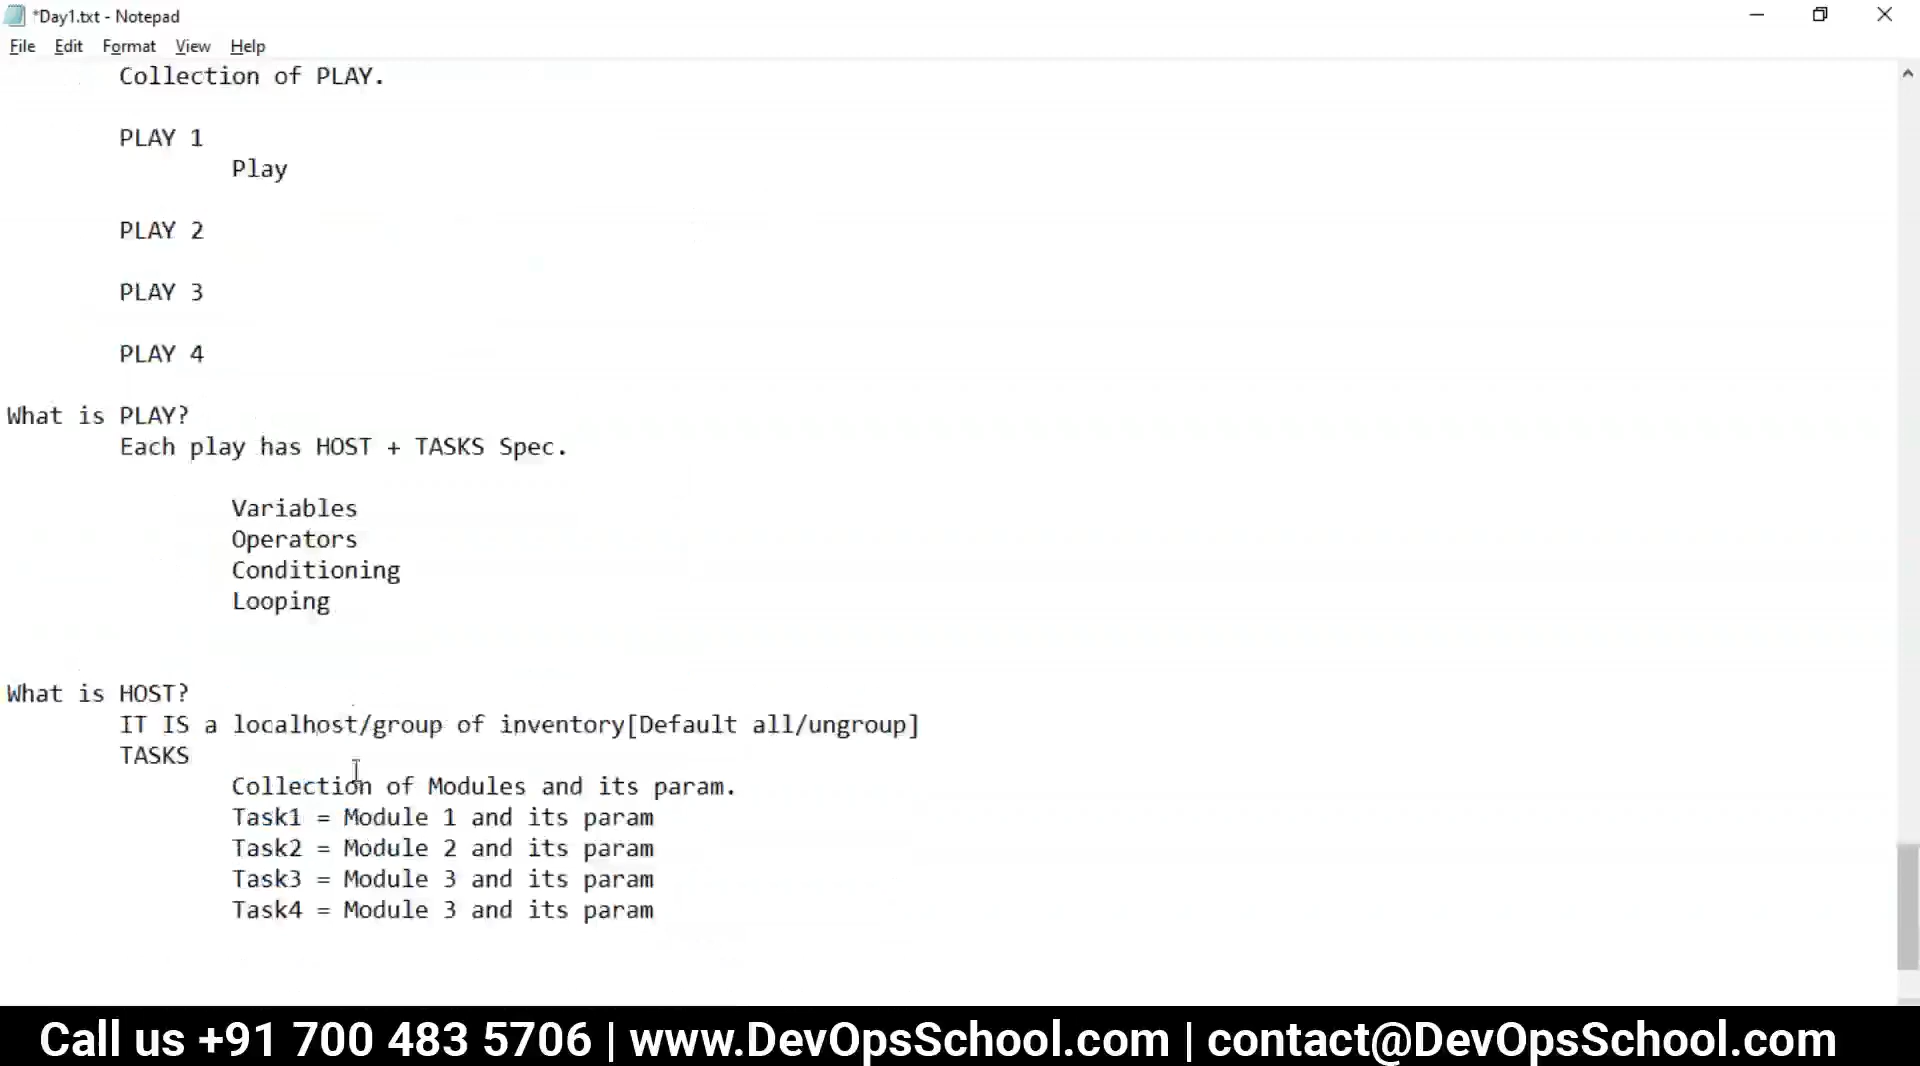 *Day1.txt - Notepad
File Edit Format View Help
Collection of PLAY.
PLAY 1
Play
PLAY 2
PLAY 3
PLAY 4
What is PLAY?
Each play has HOST + TASKS Spec.
Variables
Operators
Conditioning
Looping
What is HOST?
IT IS a localhost/group of inventory[Default all/ungroup]
TASKS
Collection of Modules and its param.
Task1 = Module 1 and its param
Task2 = Module 2 and its param
Task3 = Module 3 and its param
Task4 = Module 3 and its param
Call us +91 700 483 5706 | www.DevOpsSchool.com | contact@DevOpsSchool.com